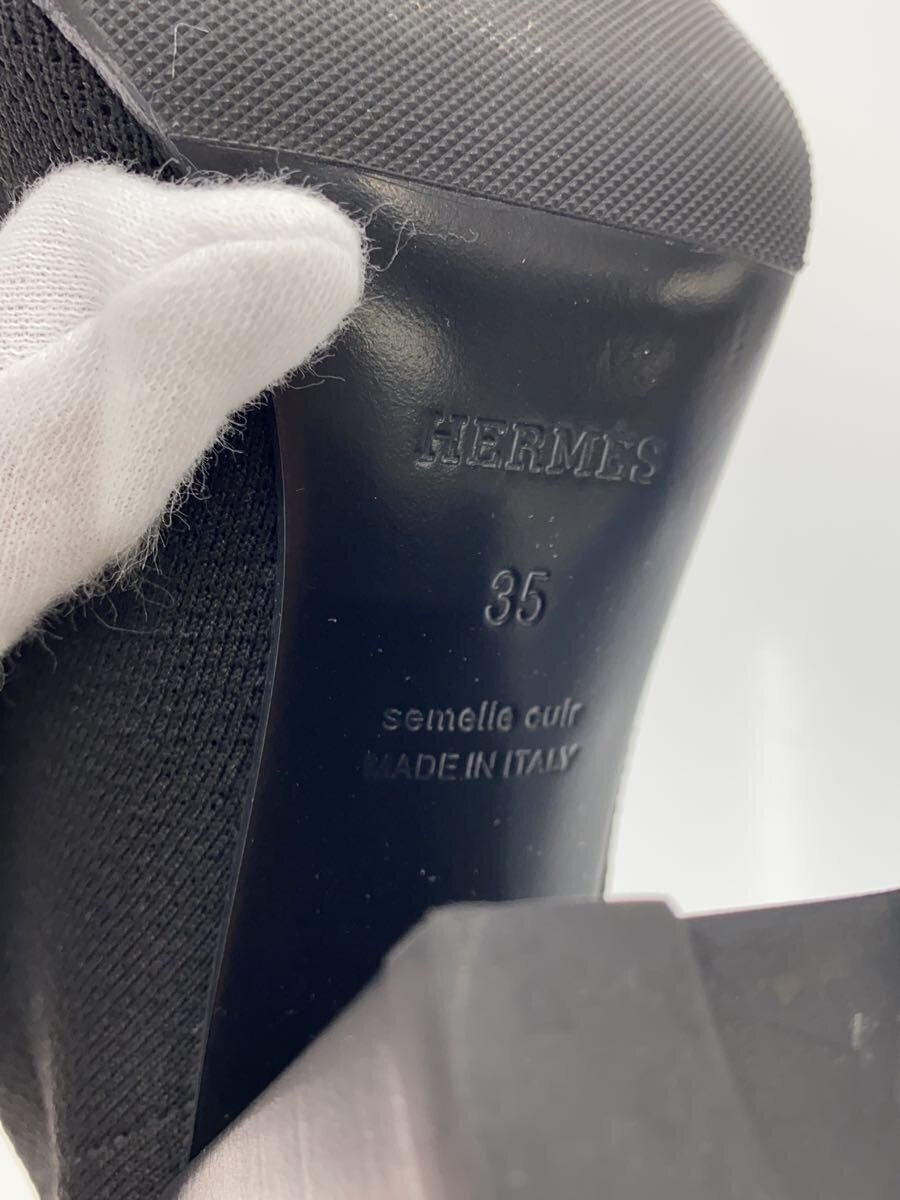 HERMES
35
semelle cuir
MADE IN ITALY